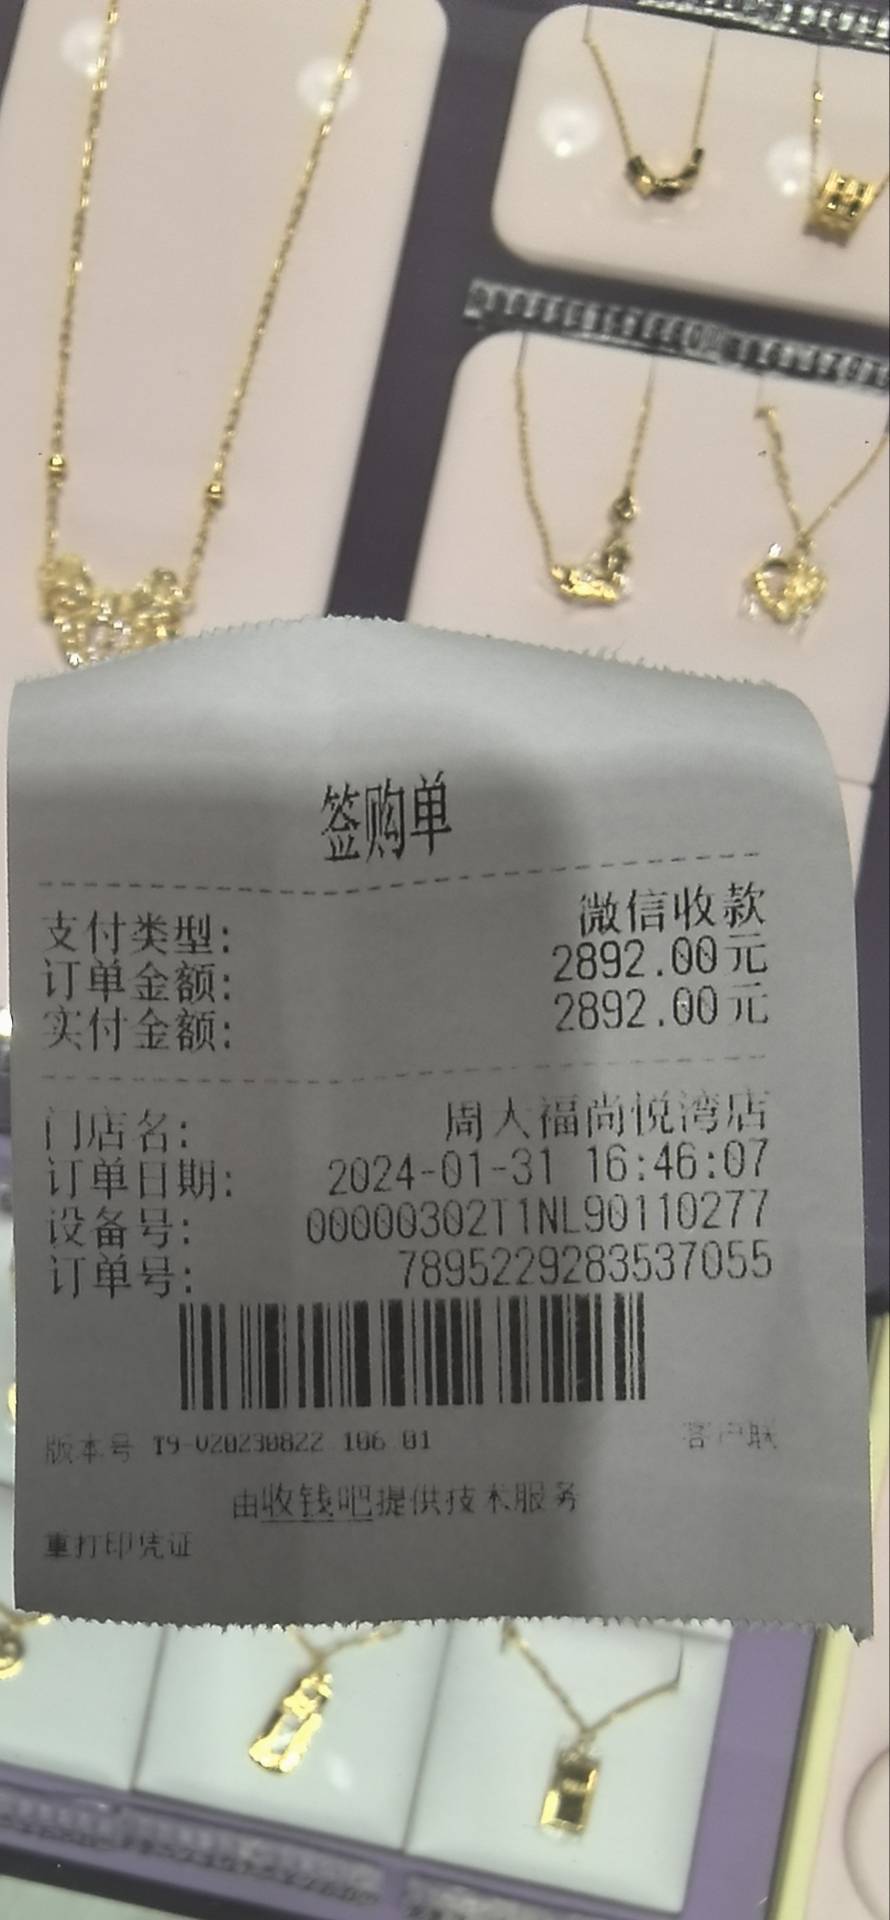 签购单
支付类型: 微信收款
订单金额: 2892.00元
实付金额: 2892.00元
门店名: 周大福尚悦湾店
订单日期: 2024-01-31 16:46:07
设备号: 00000302T1NL90110277
订单号: 7895229283537055
版本号 T9-V20230822 106 01 客户联
由收钱吧提供技术服务
重打印凭证